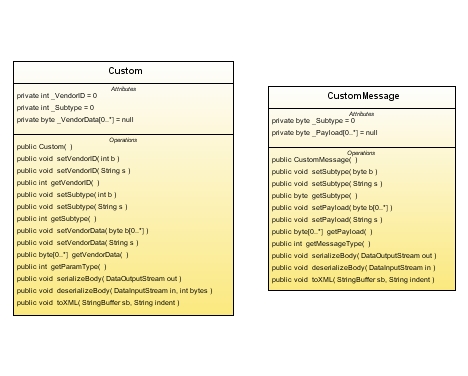 Custom
Attributes
private int _VendorID = 0
private int _Subtype = 0
private byte _VendorData[0..*] = null
Operations
public Custom( )
public void setVendorID( int b )
public void setVendorID( String s )
public int getVendorID( )
public void setSubtype( int b )
public void setSubtype( String s )
public int getSubtype( )
public void setVendorData( byte b[0..*] )
public void setVendorData( String s )
public byte[0..*] getVendorData( )
public int getParamType( )
public void serializeBody( DataOutputStream out )
public void deserializeBody( DataInputStream in, int bytes )
public void toXML( StringBuffer sb, String indent )
CustomMessage
Attributes
private byte _Subtype = 0
private byte _Payload[0..*] = null
Operations
public CustomMessage( )
public void setSubtype( byte b )
public void setSubtype( String s )
public byte getSubtype( )
public void setPayload( byte b[0..*] )
public void setPayload( String s )
public byte[0..*] getPayload( )
public int getMessageType( )
public void serializeBody( DataOutputStream out )
public void deserializeBody( DataInputStream in )
public void toXML( StringBuffer sb, String indent )